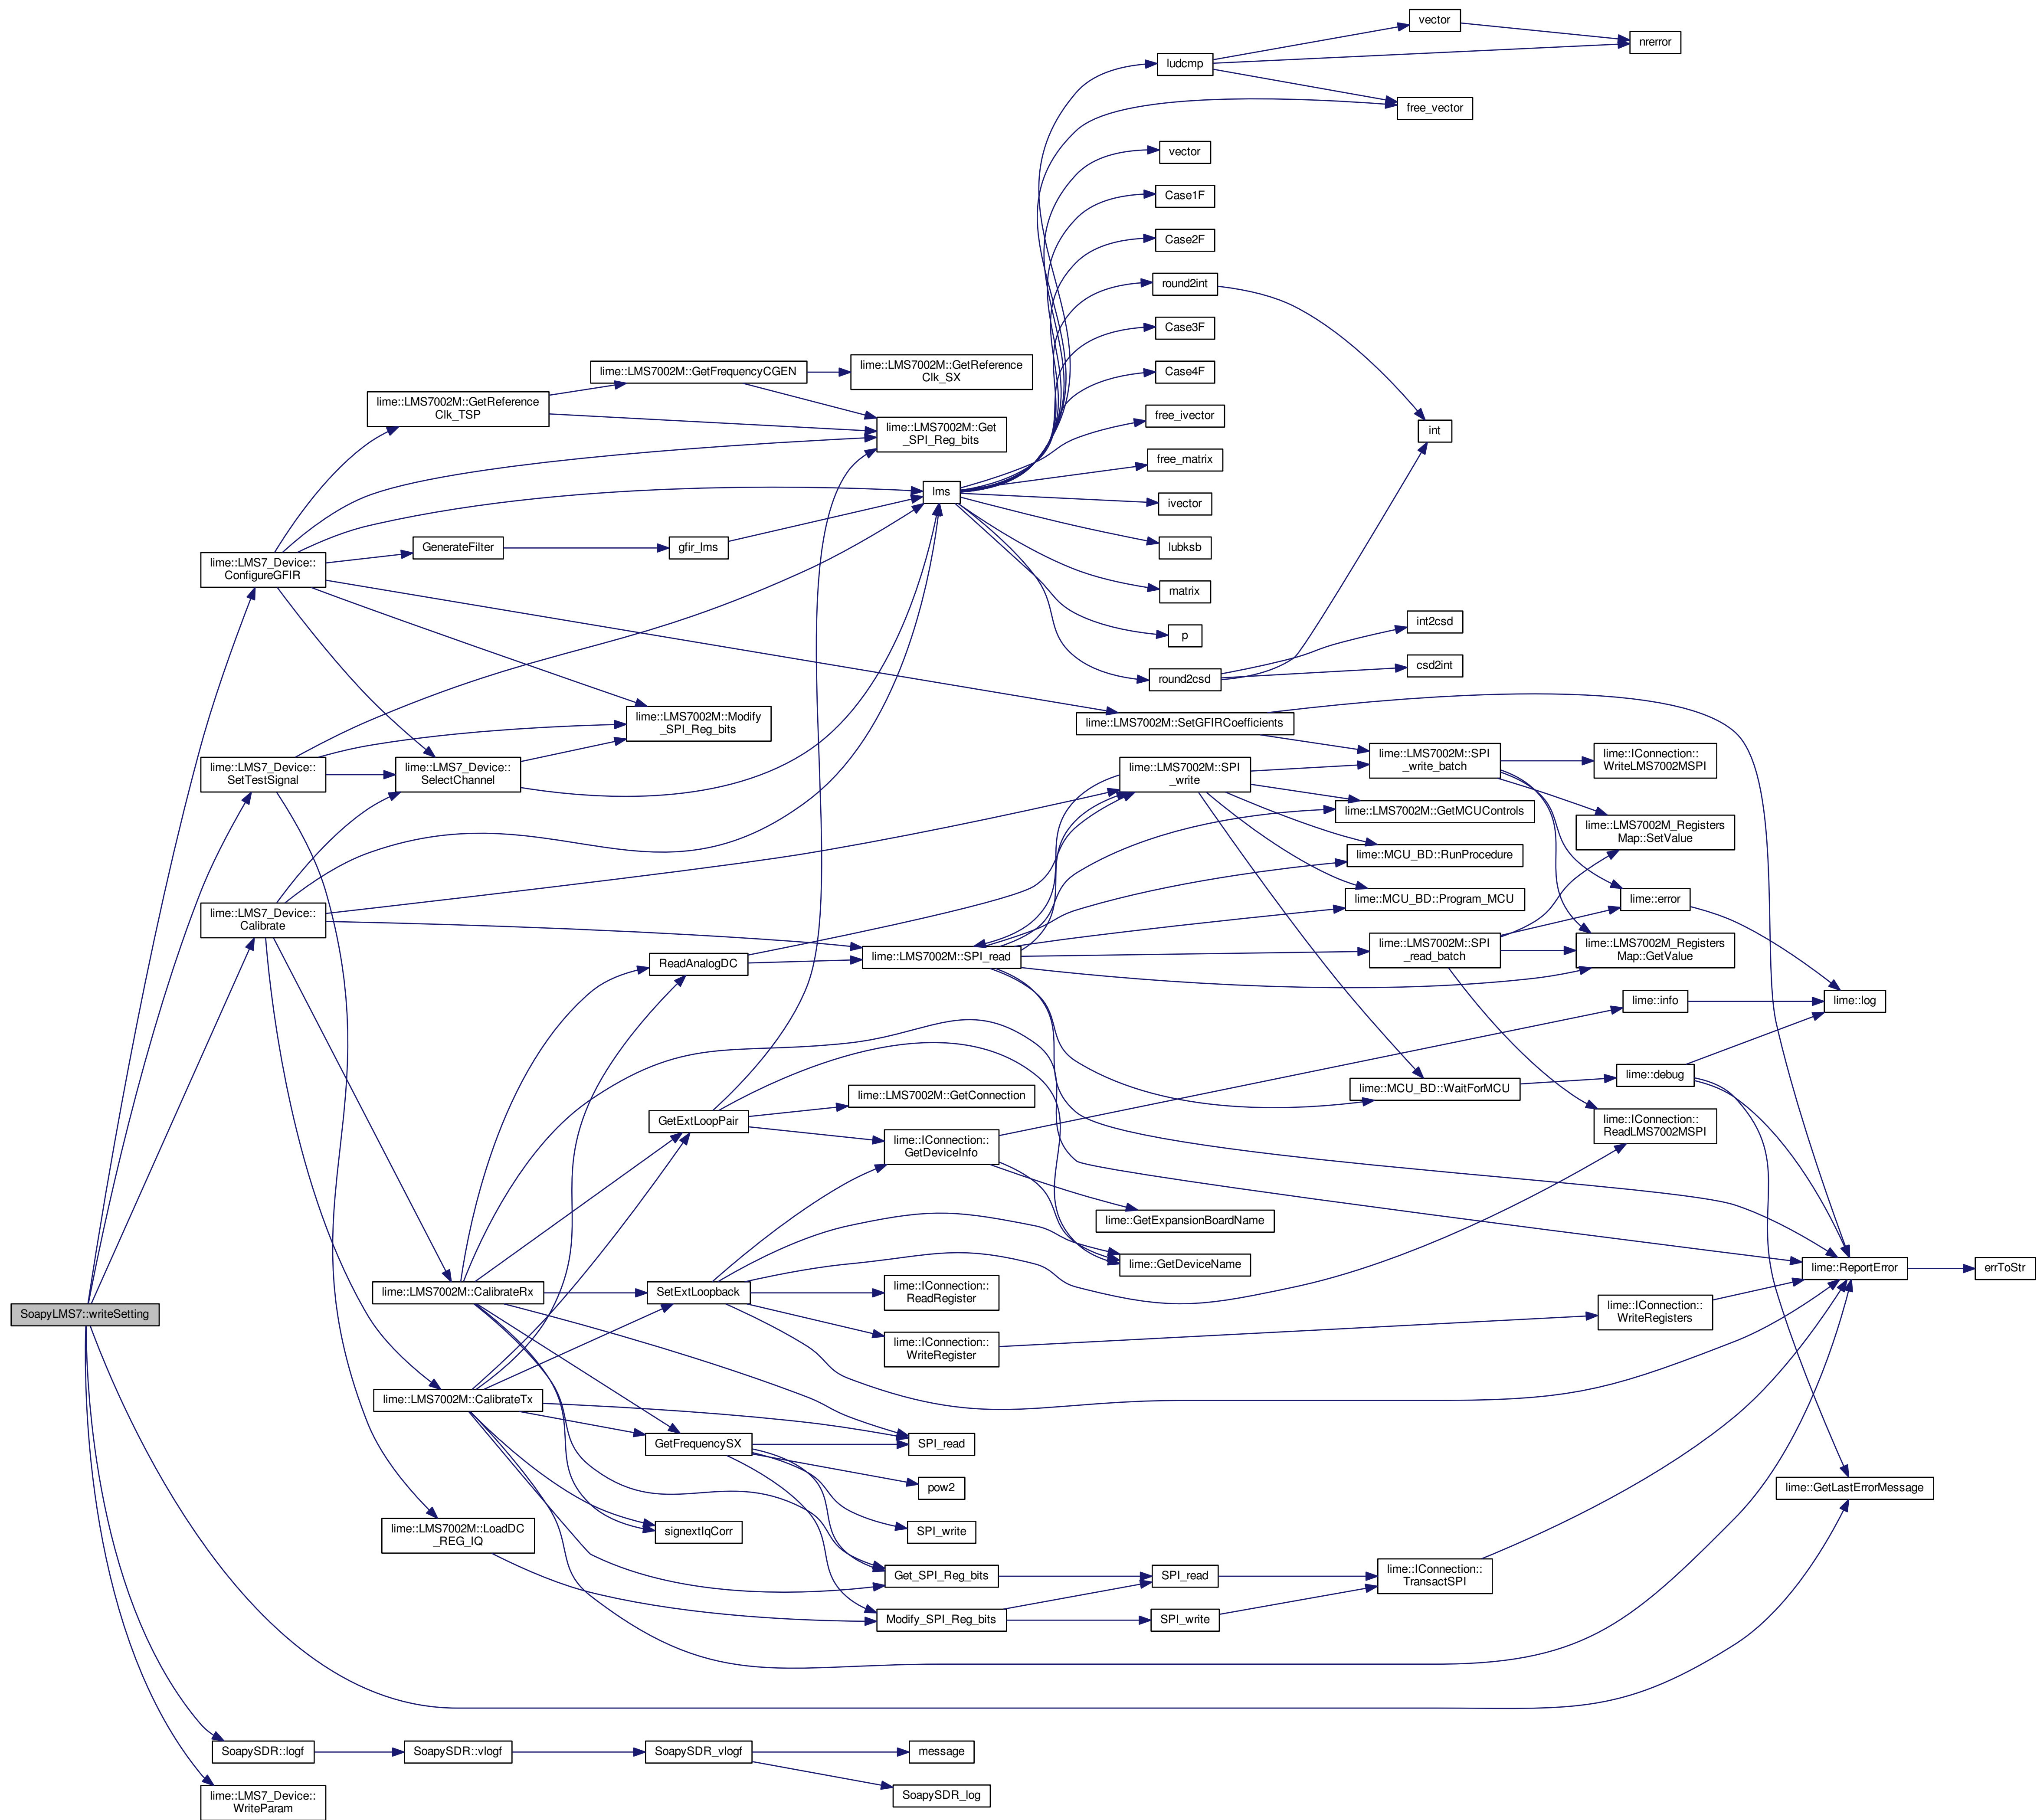 vector
nrerror
ludcmp
free_vector
vector
Case1F
Case2F
round2int
Case3F
lime::LMS7002M::GetFrequencyCGEN
lime::LMS7002M::GetReference
Clk_SX
Case4F
lime::LMS7002M::GetReference
Clk_TSP
free_ivector
lime::LMS7002M::Get
_SPI_Reg_bits
int
free_matrix
lms
ivector
GenerateFilter
gfir_lms
lubksb
lime::LMS7_Device::
ConfigureGFIR
matrix
int2csd
p
csd2int
round2csd
lime::LMS7002M::Modify
_SPI_Reg_bits
lime::LMS7002M::SetGFIRCoefficients
lime::LMS7_Device::
SetTestSignal
lime::LMS7_Device::
SelectChannel
lime::LMS7002M::SPI
_write
lime::LMS7002M::SPI
_write_batch
lime::IConnection::
WriteLMS7002MSPI
lime::LMS7002M::GetMCUControls
lime::LMS7002M_Registers
Map::SetValue
lime::MCU_BD::RunProcedure
lime::MCU_BD::Program_MCU
lime::error
lime::LMS7_Device::
Calibrate
lime::LMS7002M::SPI_read
lime::LMS7002M::SPI
_read_batch
lime::LMS7002M_Registers
Map::GetValue
ReadAnalogDC
lime::info
lime::log
lime::debug
lime::MCU_BD::WaitForMCU
lime::LMS7002M::GetConnection
GetExtLoopPair
lime::IConnection::
GetDeviceInfo
lime::IConnection::
ReadLMS7002MSPI
lime::GetExpansionBoardName
lime::GetDeviceName
lime::ReportError
errToStr
lime::LMS7002M::CalibrateRx
SetExtLoopback
lime::IConnection::
ReadRegister
SoapyLMS7::writeSetting
lime::IConnection::
WriteRegisters
lime::IConnection::
WriteRegister
lime::LMS7002M::CalibrateTx
GetFrequencySX
SPI_read
pow2
lime::GetLastErrorMessage
lime::LMS7002M::LoadDC
_REG_IQ
signextIqCorr
SPI_write
Get_SPI_Reg_bits
SPI_read
lime::IConnection::
TransactSPI
Modify_SPI_Reg_bits
SPI_write
SoapySDR::logf
SoapySDR::vlogf
SoapySDR_vlogf
message
lime::LMS7_Device::
WriteParam
SoapySDR_log